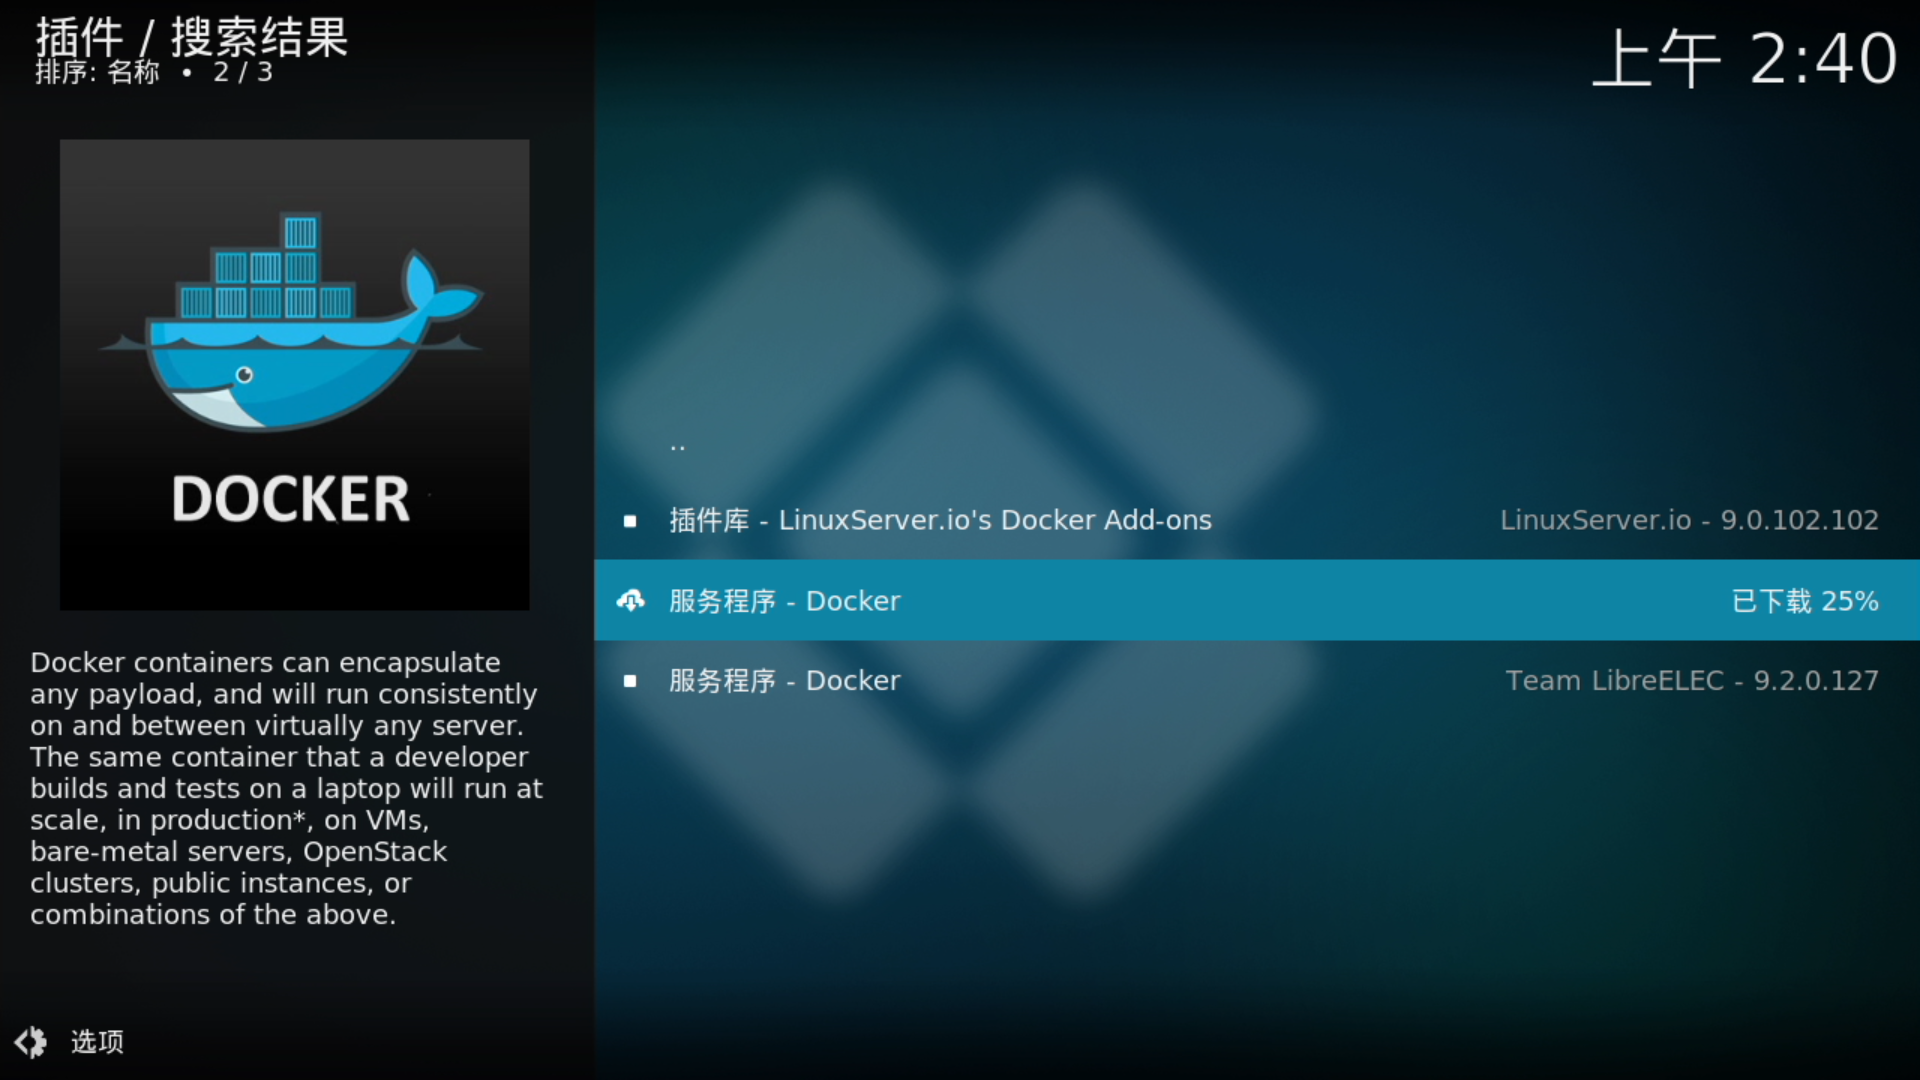 插件 / 搜索结果
排序: 名称 • 2 / 3
上午 2:40
DOCKER
Docker containers can encapsulate
any payload, and will run consistently
on and between virtually any server.
The same container that a developer
builds and tests on a laptop will run at
scale, in production*, on VMs,
bare-metal servers, OpenStack
clusters, public instances, or
combinations of the above.
选项
..
插件库 - LinuxServer.io's Docker Add-ons LinuxServer.io - 9.0.102.102
服务程序 - Docker 已下载 25%
服务程序 - Docker Team LibreELEC - 9.2.0.127